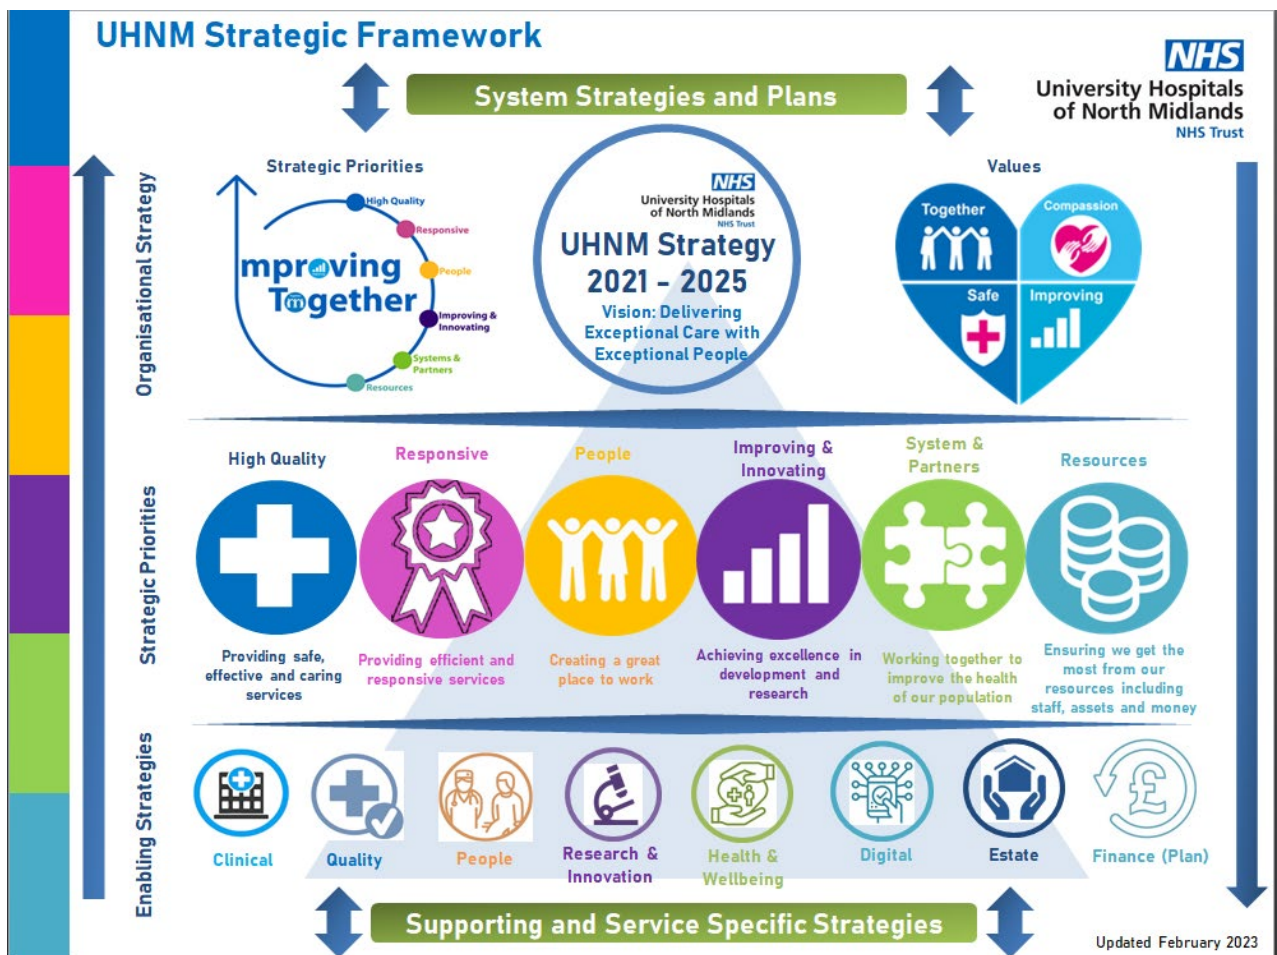 UHNM Strategic Framework
System Strategies and Plans
NHS
University Hospitals
of North Midlands
NHS Trust
Organisational Strategy
Strategic Priorities
High Quality
Responsive
People
Improving &
Innovating
Systems &
Partners
Resources
mproving
Together
NHS
University Hospitals
of North Midlands
NHS Trust
UHNM Strategy
2021 – 2025
Vision: Delivering
Exceptional Care with
Exceptional People
Values
Together
Compassion
Safe
Improving
Strategic Priorities
High Quality
Responsive
People
Improving &
Innovating
System &
Partners
Resources
Providing safe,
effective and caring
services
Providing efficient and
responsive services
Creating a great
place to work
Achieving excellence in
development and
research
Working together to
improve the health
of our population
Ensuring we get the
most from our
resources including
staff, assets and money
Enabling Strategies
Clinical
Quality
People
Research &
Innovation
Health &
Wellbeing
Digital
Estate
£
Finance (Plan)
Supporting and Service Specific Strategies
Updated February 2023